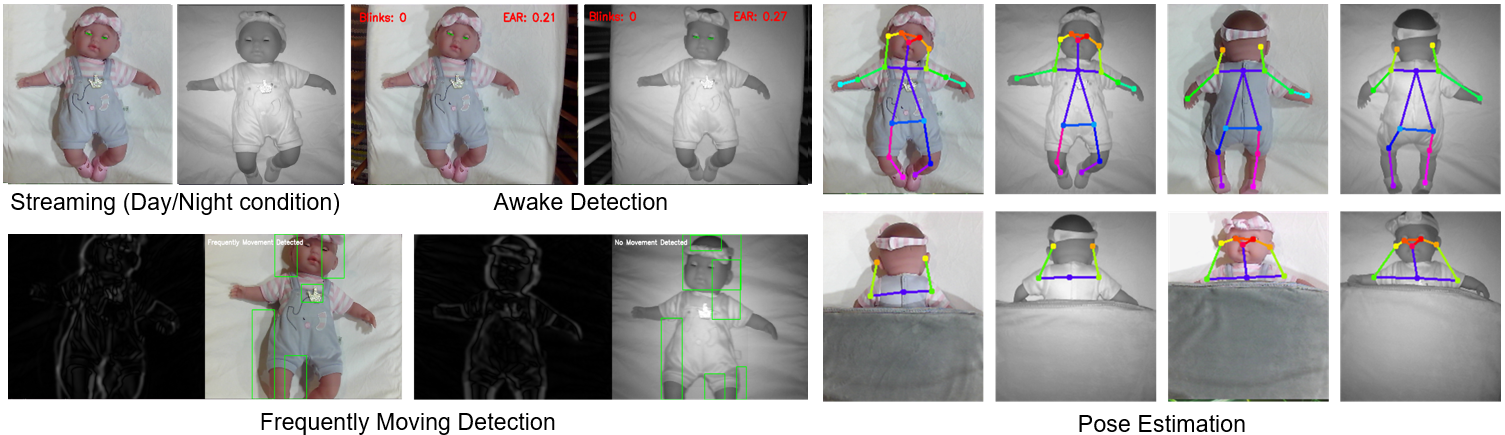 Blinks: 0
EAR: 0.21
Blinks: 0
EAR: 0.27
Streaming (Day/Night condition)
Awake Detection
Frequently Movement Detected
No Movement Detected
Frequently Moving Detection
Pose Estimation